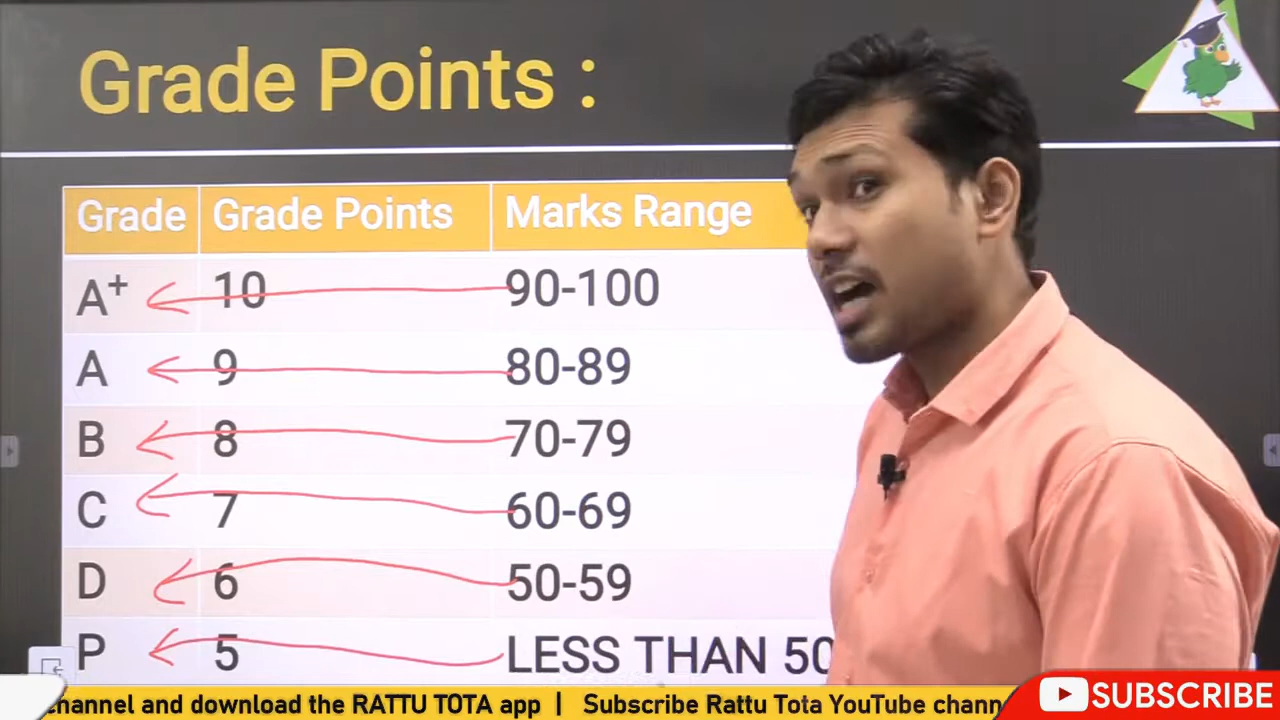 Grade Points :
Grade Grade Points Marks Range
A+ 10 90-100
A 9 80-89
B 8 70-79
C 7 60-69
D 6 50-59
P 5 LESS THAN 50
channel and download the RATTU TOTA app | Subscribe Rattu Tota YouTube chann
SUBSCRIBE